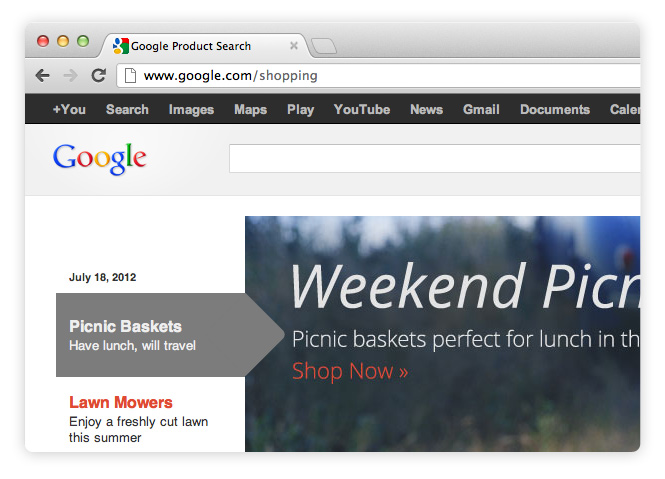 Google Product Search
www.google.com/shopping
+You Search Images Maps Play YouTube News Gmail Documents Caler
Google
July 18, 2012
Picnic Baskets
Have lunch, will travel
Lawn Mowers
Enjoy a freshly cut lawn
this summer
Weekend Picn
Picnic baskets perfect for lunch in th
Shop Now »